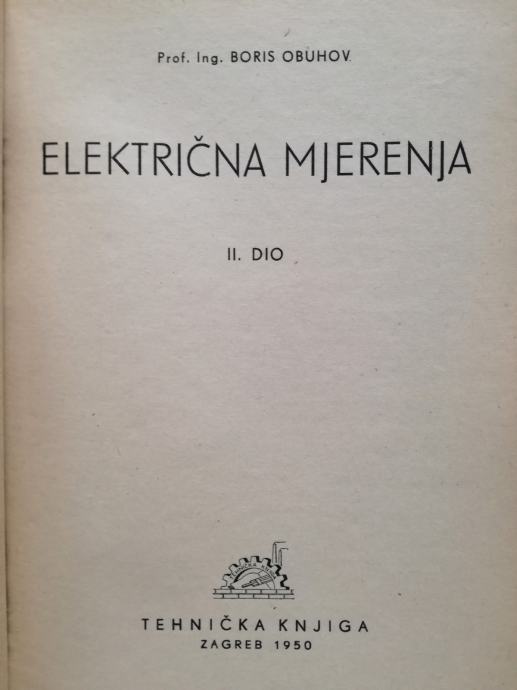 Prof. Ing. BORIS OBUHOV
ELEKTRIČNA MJERENJA
II. DIO
TEHNIČKA KNJIGA
ZAGREB 1950